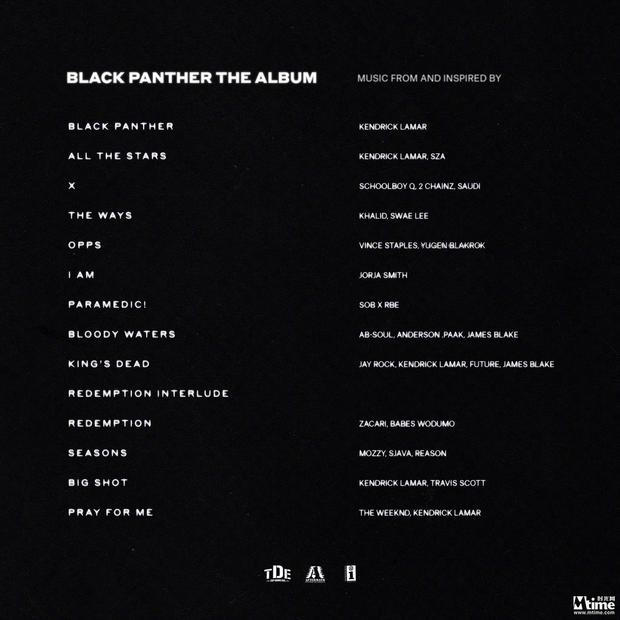 BLACK PANTHER THE ALBUM MUSIC FROM AND INSPIRED BY
BLACK PANTHER KENDRICK LAMAR
ALL THE STARS KENDRICK LAMAR, SZA
X SCHOOLBOY Q, 2 CHAINZ, SAUDI
THE WAYS KHALID, SWAE LEE
OPPS VINCE STAPLES, YUGEN BLAKROK
I AM JORJA SMITH
PARAMEDIC! SOB X RBE
BLOODY WATERS AB-SOUL, ANDERSON .PAAK, JAMES BLAKE
KING'S DEAD JAY ROCK, KENDRICK LAMAR, FUTURE, JAMES BLAKE
REDEMPTION INTERLUDE
REDEMPTION ZACARI, BABES WODUMO
SEASONS MOZZY, SJAVA, REASON
BIG SHOT KENDRICK LAMAR, TRAVIS SCOTT
PRAY FOR ME THE WEEKND, KENDRICK LAMAR
TDE
AFTERMATH
Mtime 时光网
www.mtime.com